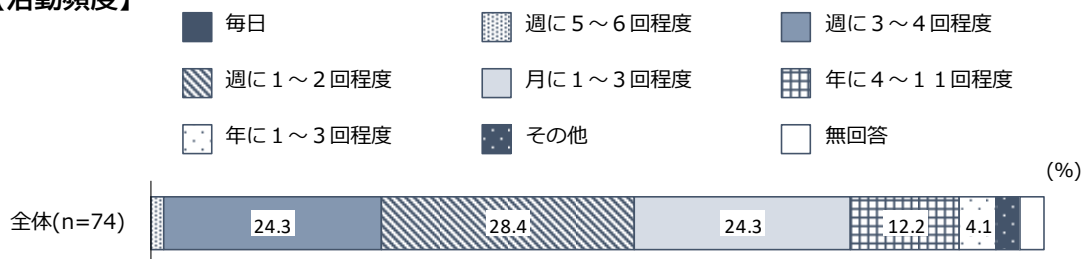 【活動頻度】
毎日 週に５～６回程度 週に３～４回程度
週に１～２回程度 月に１～３回程度 年に４～１１回程度
年に１～３回程度 その他 無回答
(%)
全体(n=74) 24.3 28.4 24.3 12.2 4.1